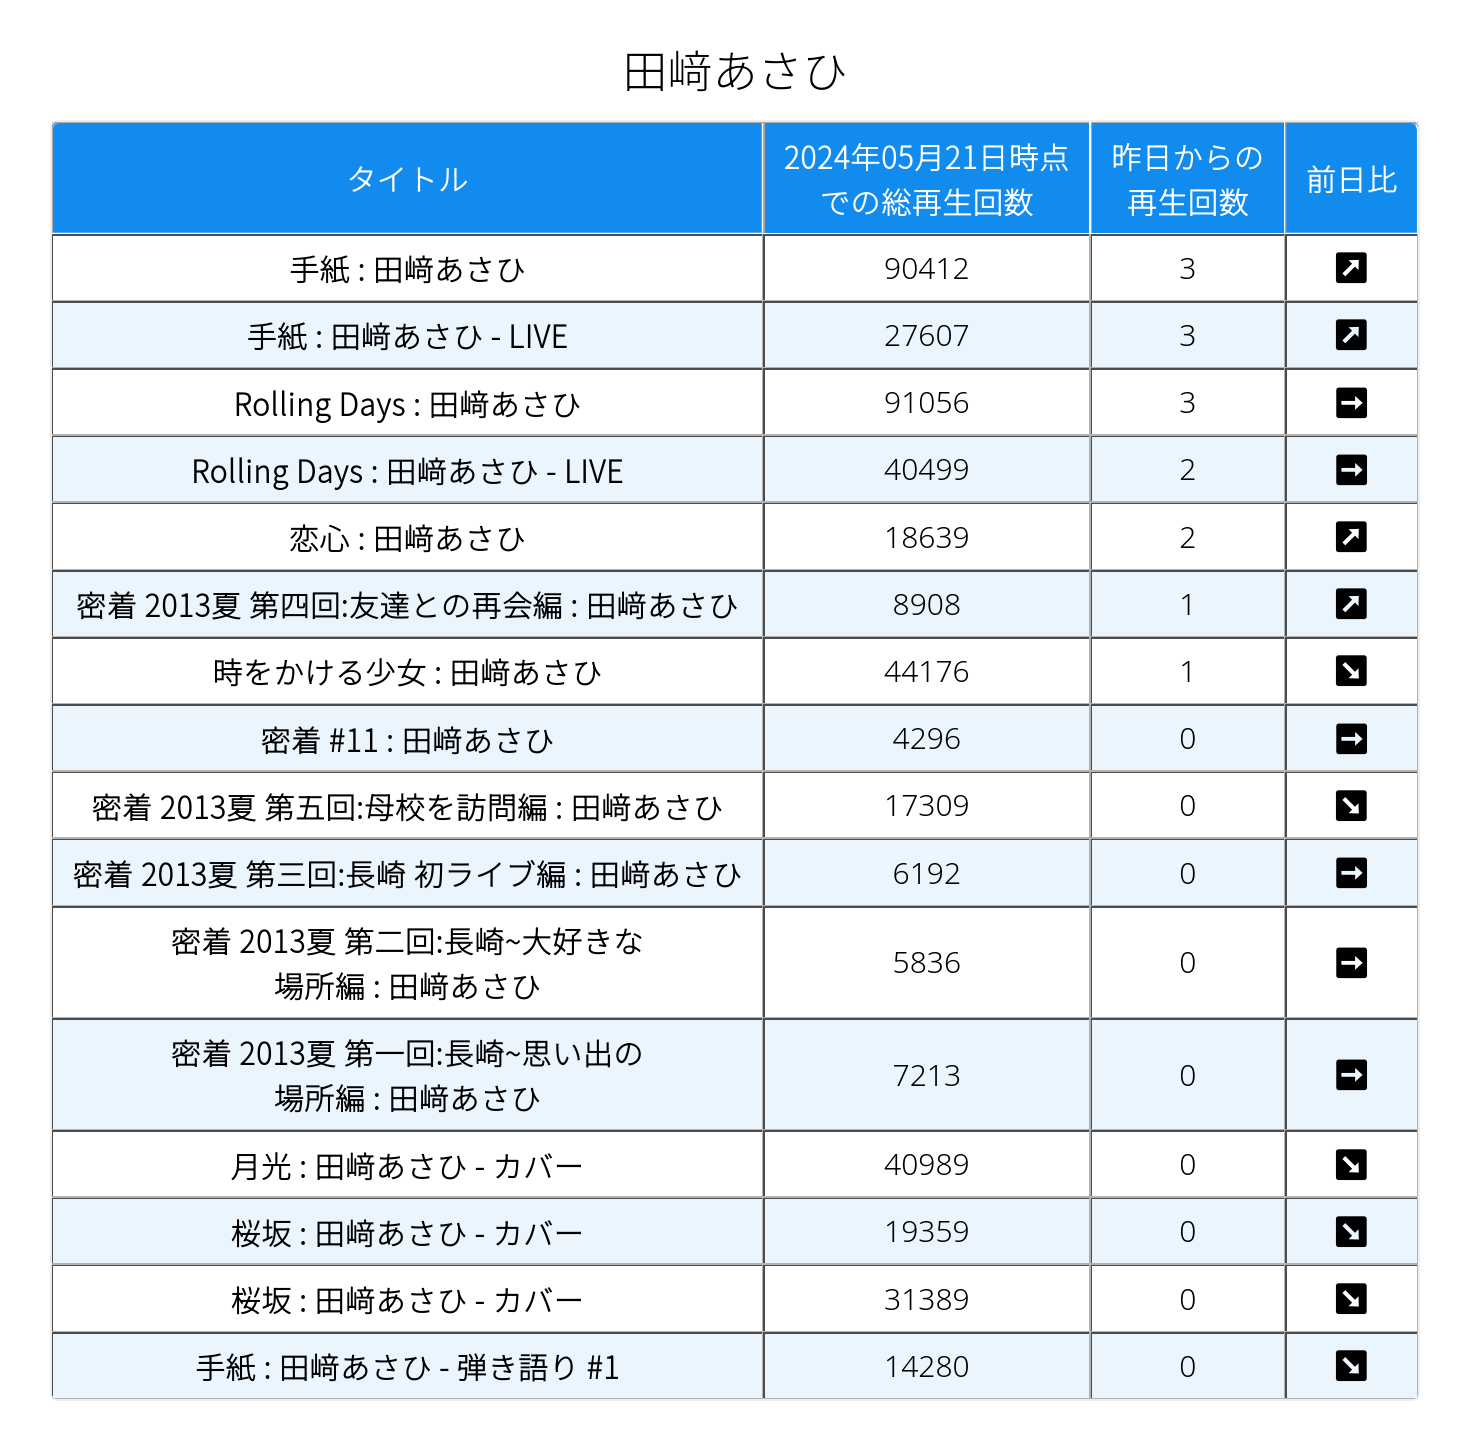 田﨑あさひ
タイトル
2024年05月21日時点
での総再生回数
昨日からの
再生回数
前日比
手紙 : 田﨑あさひ 90412 3 ↗
手紙 : 田﨑あさひ - LIVE 27607 3 ↗
Rolling Days : 田﨑あさひ 91056 3 →
Rolling Days : 田﨑あさひ - LIVE 40499 2 →
恋心 : 田﨑あさひ 18639 2 ↗
密着 2013夏 第四回:友達との再会編 : 田﨑あさひ 8908 1 ↗
時をかける少女 : 田﨑あさひ 44176 1 ↘
密着 #11 : 田﨑あさひ 4296 0 →
密着 2013夏 第五回:母校を訪問編 : 田﨑あさひ 17309 0 ↘
密着 2013夏 第三回:長崎 初ライブ編 : 田﨑あさひ 6192 0 →
密着 2013夏 第二回:長崎~大好きな
場所編 : 田﨑あさひ 5836 0 →
密着 2013夏 第一回:長崎~思い出の
場所編 : 田﨑あさひ 7213 0 →
月光 : 田﨑あさひ - カバー 40989 0 ↘
桜坂 : 田﨑あさひ - カバー 19359 0 ↘
桜坂 : 田﨑あさひ - カバー 31389 0 ↘
手紙 : 田﨑あさひ - 弾き語り #1 14280 0 ↘